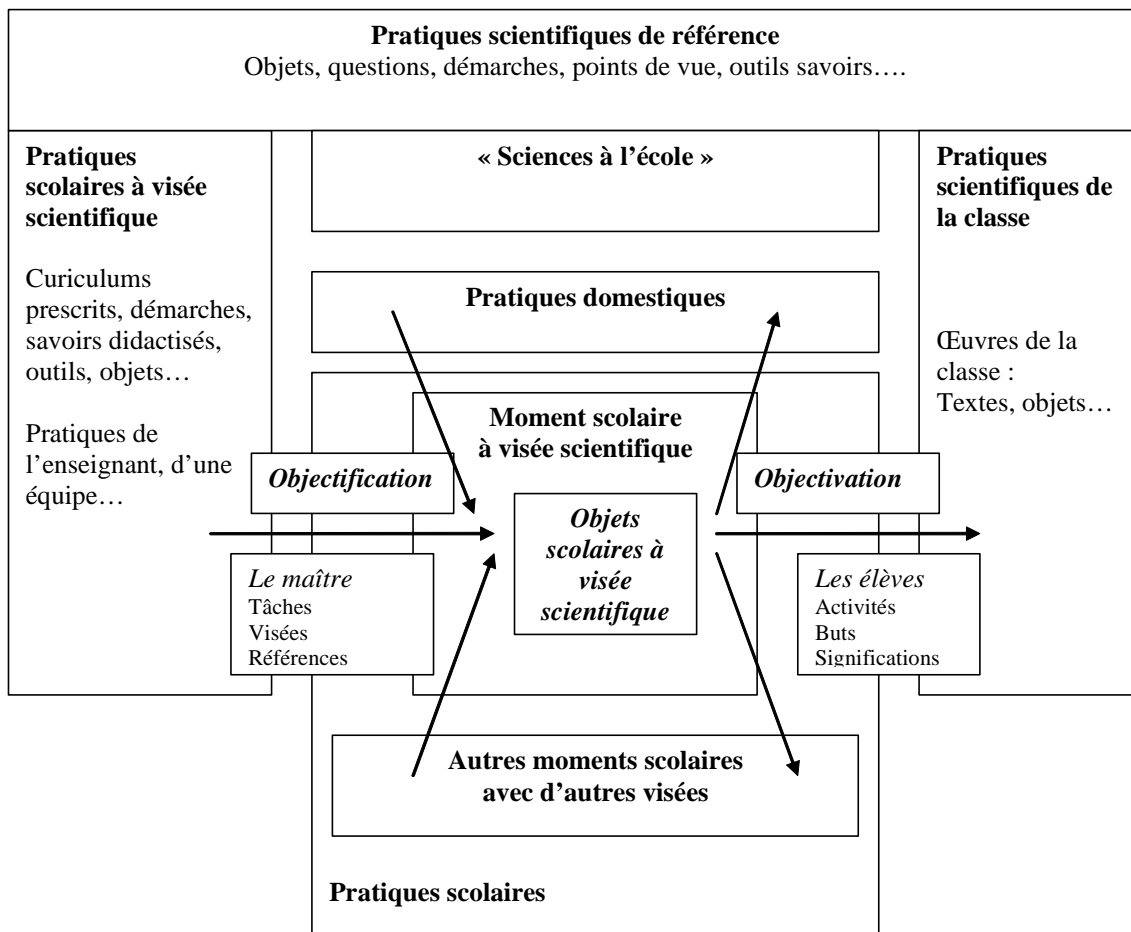 Pratiques scientifiques de référence
Objets, questions, démarches, points de vue, outils savoirs….
Pratiques
scolaires à visée
scientifique
Curiculums
prescrits, démarches,
savoirs didactisés,
outils, objets…
Pratiques de
l’enseignant, d’une
équipe…
« Sciences à l’école »
Pratiques domestiques
Moment scolaire
à visée scientifique
Objectification
Le maître
Tâches
Visées
Références
Objets
scolaires à
visée
scientifique
Objectivation
Les élèves
Activités
Buts
Significations
Pratiques
scientifiques de
la classe
Œuvres de la
classe :
Textes, objets…
Autres moments scolaires
avec d’autres visées
Pratiques scolaires